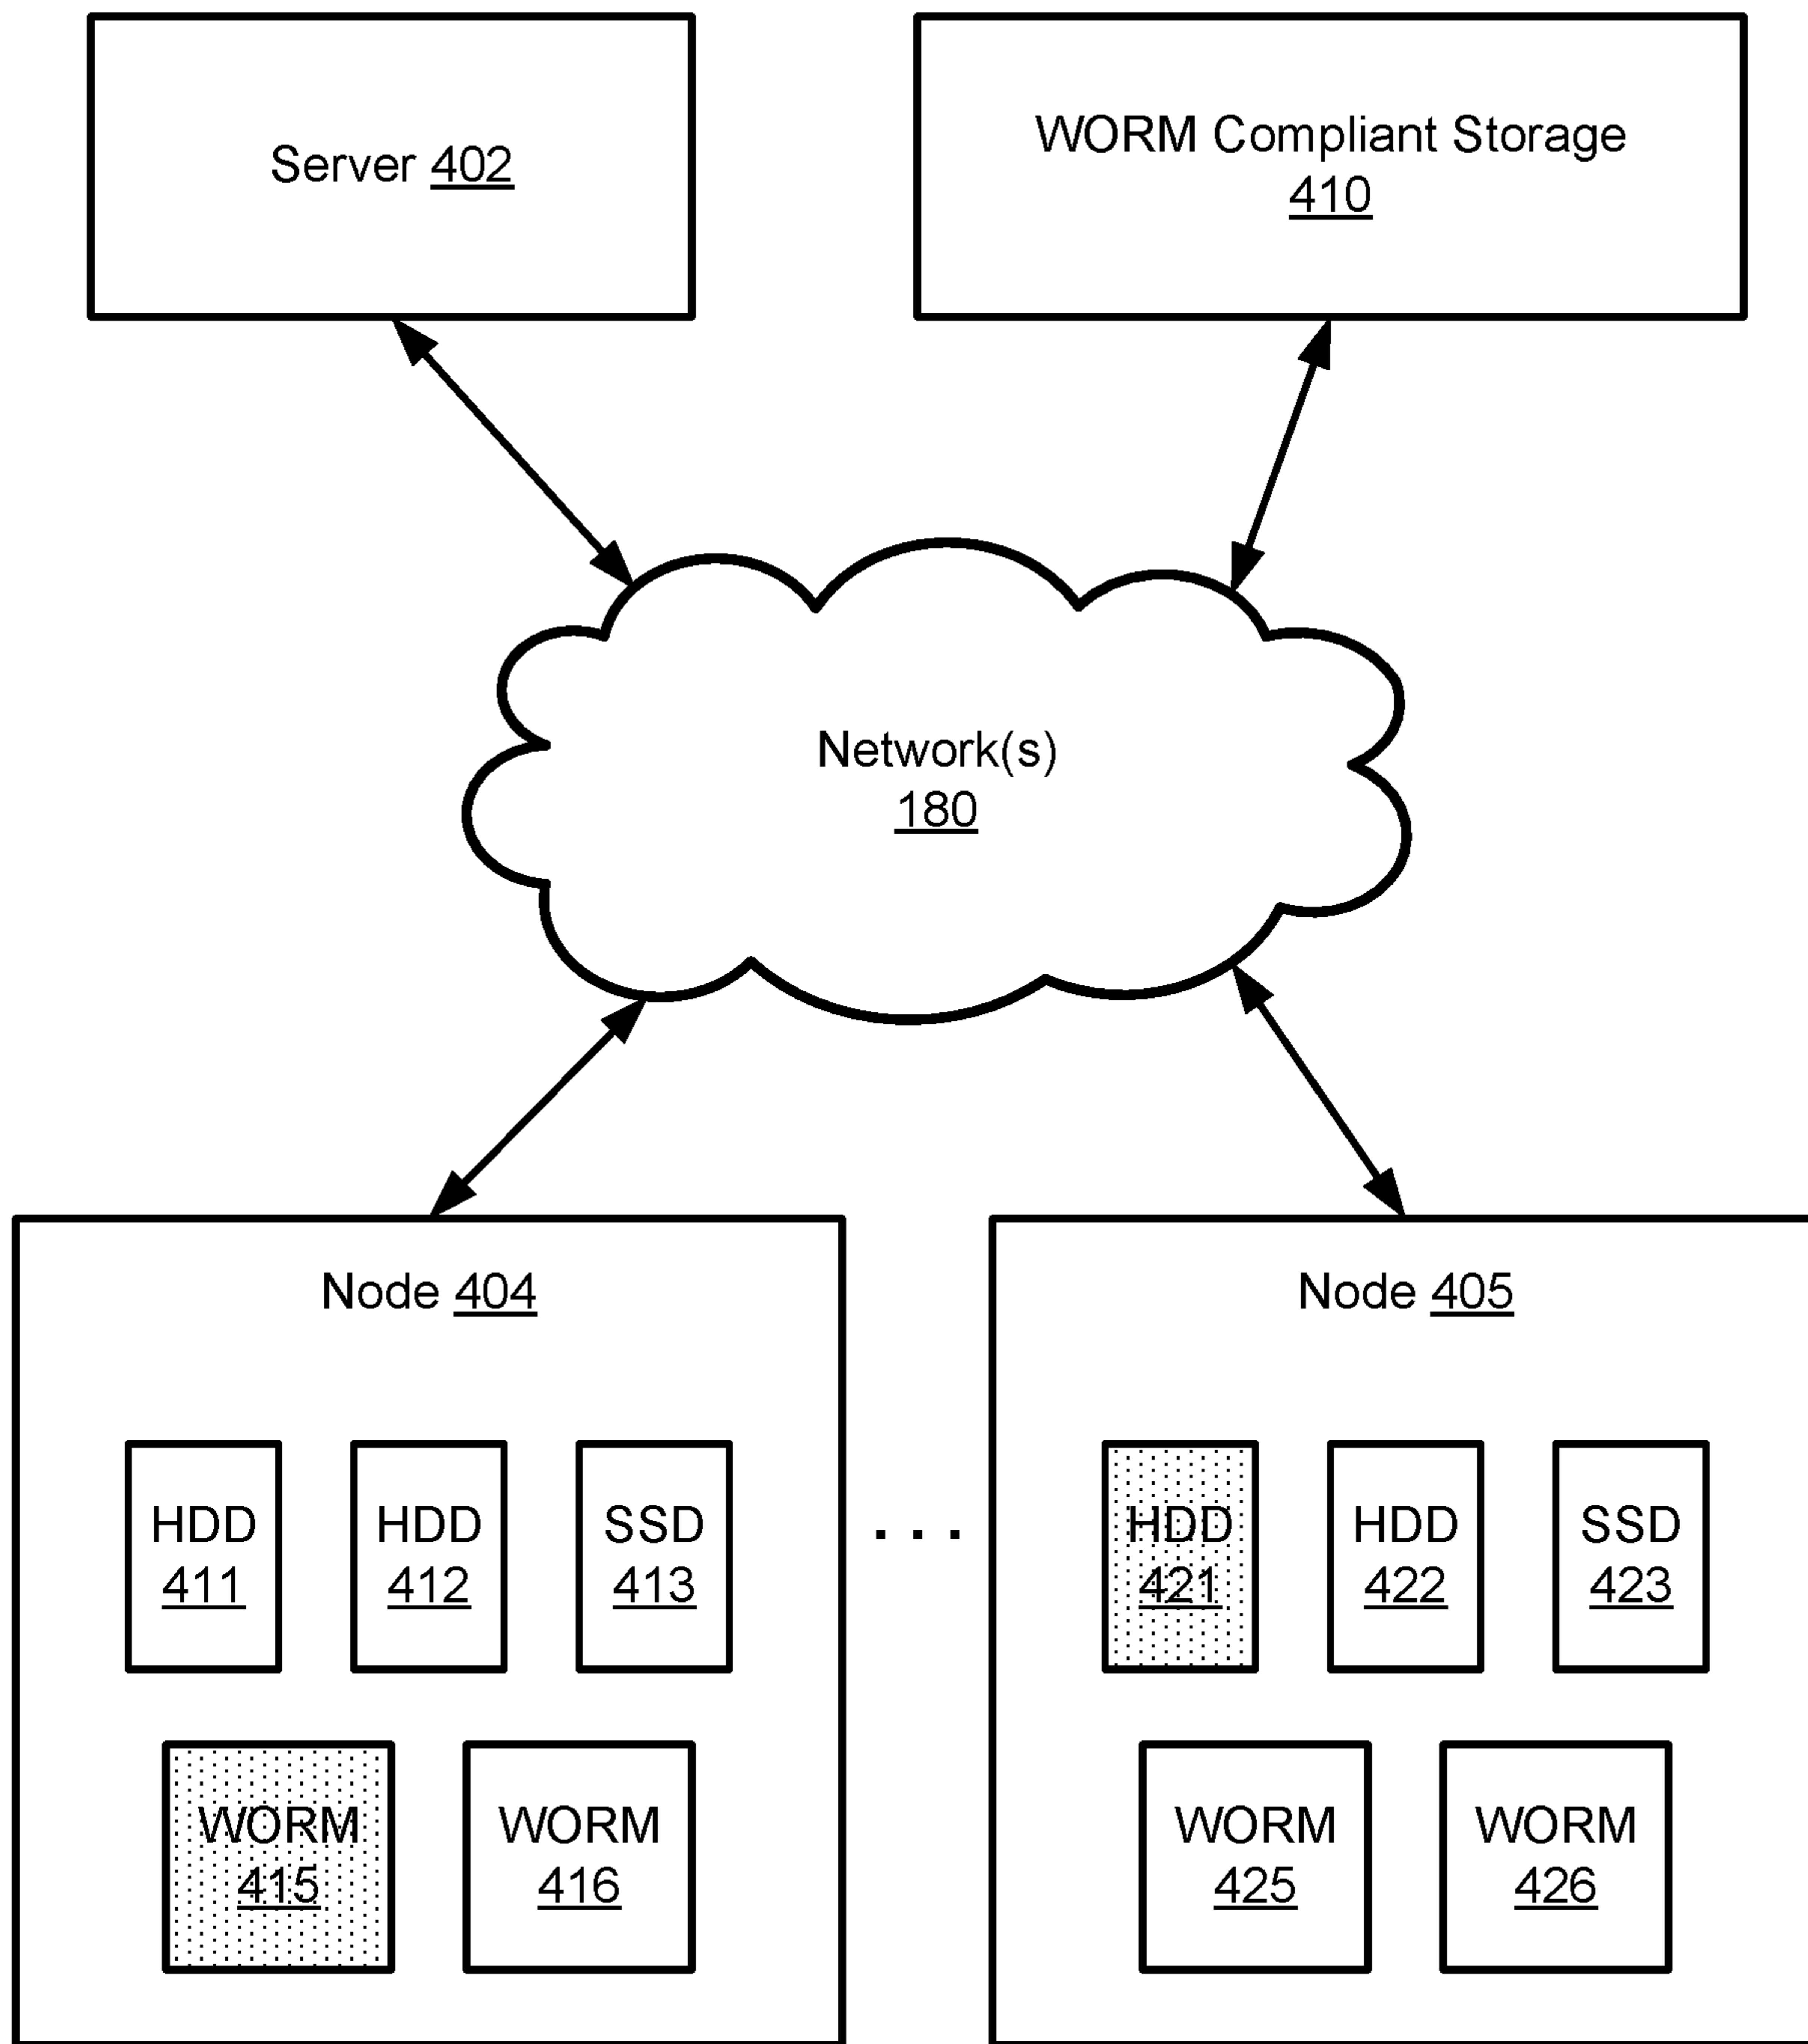 Server 402
WORM Compliant Storage
410
Network(s)
180
Node 404
HDD
411
HDD
412
SSD
413
WORM
415
WORM
416
. . .
Node 405
HDD
421
HDD
422
SSD
423
WORM
425
WORM
426